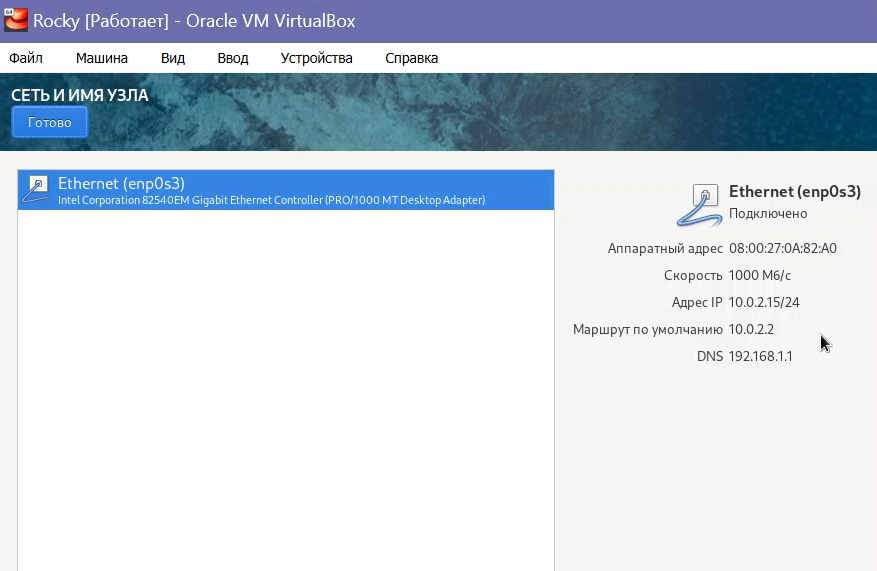 64
Rocky [Работает] - Oracle VM VirtualBox
Файл Машина Вид Ввод Устройства Справка
СЕТЬ И ИМЯ УЗЛА
Готово
Ethernet (enp0s3)
Intel Corporation 82540EM Gigabit Ethernet Controller (PRO/1000 MT Desktop Adapter)
Ethernet (enp0s3)
Подключено
Аппаратный адрес 08:00:27:0A:82:A0
Скорость 1000 Мб/с
Адрес IP 10.0.2.15/24
Маршрут по умолчанию 10.0.2.2
DNS 192.168.1.1